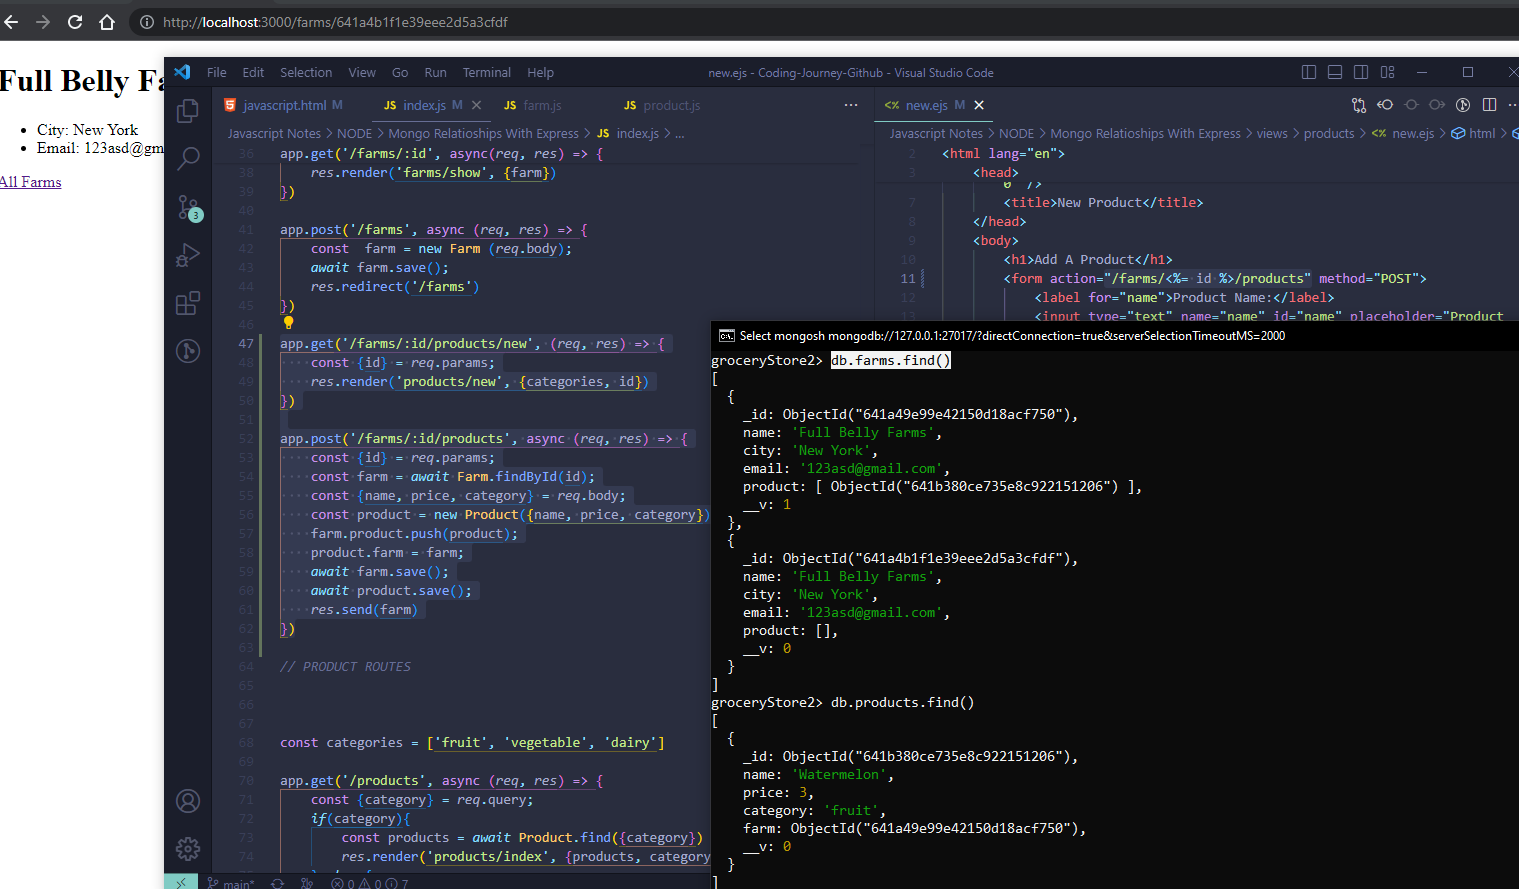 http://localhost:3000/farms/641a4b1f1e39eee2d5a3cfdf
Full Belly Fa
City: New York
Email: 123asd@gm
All Farms
File Edit Selection View Go Run Terminal Help
new.ejs - Coding-Journey-Github - Visual Studio Code
javascript.html M
JS index.js M
JS farm.js
JS product.js
Javascript Notes > NODE > Mongo Relatioships With Express > JS index.js > ...
36 app.get('/farms/:id', async(req, res) => {
38 res.render('farms/show', {farm})
39 })
40
41 app.post('/farms', async (req, res) => {
42 const farm = new Farm (req.body);
43 await farm.save();
44 res.redirect('/farms')
45 })
46
47 app.get('/farms/:id/products/new', (req, res) => {
48 const {id} = req.params;
49 res.render('products/new', {categories, id})
50 })
51
52 app.post('/farms/:id/products', async (req, res) => {
53 const {id} = req.params;
54 const farm = await Farm.findById(id);
55 const {name, price, category} = req.body;
56 const product = new Product({name, price, category})
57 farm.product.push(product);
58 product.farm = farm;
59 await farm.save();
60 await product.save();
61 res.send(farm)
62 })
63
64 // PRODUCT ROUTES
65
66
67
68 const categories = ['fruit', 'vegetable', 'dairy']
69
70 app.get('/products', async (req, res) => {
71 const {category} = req.query;
72 if(category){
73 const products = await Product.find({category})
74 res.render('products/index', {products, category
3
main*
0 0 7
<%= new.ejs M
Javascript Notes > NODE > Mongo Relatioships With Express > views > products > <%= new.ejs > html >
2 <html lang="en">
3 <head>
7 <title>New Product</title>
8 </head>
9 <body>
10 <h1>Add A Product</h1>
11 <form action="/farms/<%= id %>/products" method="POST">
12 <label for="name">Product Name:</label>
13 <input type="text" name="name" id="name" placeholder="Product
Select mongosh mongodb://127.0.0.1:27017/?directConnection=true&serverSelectionTimeoutMS=2000
groceryStore2> db.farms.find()
[
{
_id: ObjectId("641a49e99e42150d18acf750"),
name: 'Full Belly Farms',
city: 'New York',
email: '123asd@gmail.com',
product: [ ObjectId("641b380ce735e8c922151206") ],
__v: 1
},
{
_id: ObjectId("641a4b1f1e39eee2d5a3cfdf"),
name: 'Full Belly Farms',
city: 'New York',
email: '123asd@gmail.com',
product: [],
__v: 0
}
]
groceryStore2> db.products.find()
[
{
_id: ObjectId("641b380ce735e8c922151206"),
name: 'Watermelon',
price: 3,
category: 'fruit',
farm: ObjectId("641a49e99e42150d18acf750"),
__v: 0
}
]